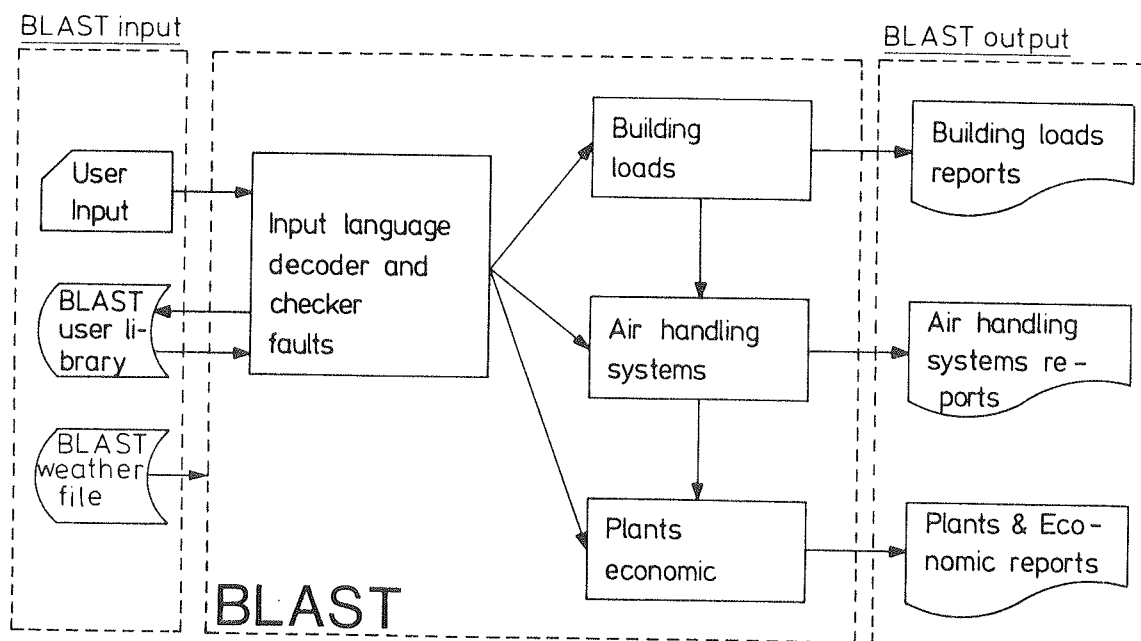 BLAST input
BLAST output
User
Input
BLAST
user li-
brary
BLAST
weather
file
Input language
decoder and
checker
faults
Building
loads
Air handling
systems
Plants
economic
BLAST
Building loads
reports
Air handling
systems re-
ports
Plants & Eco-
nomic reports